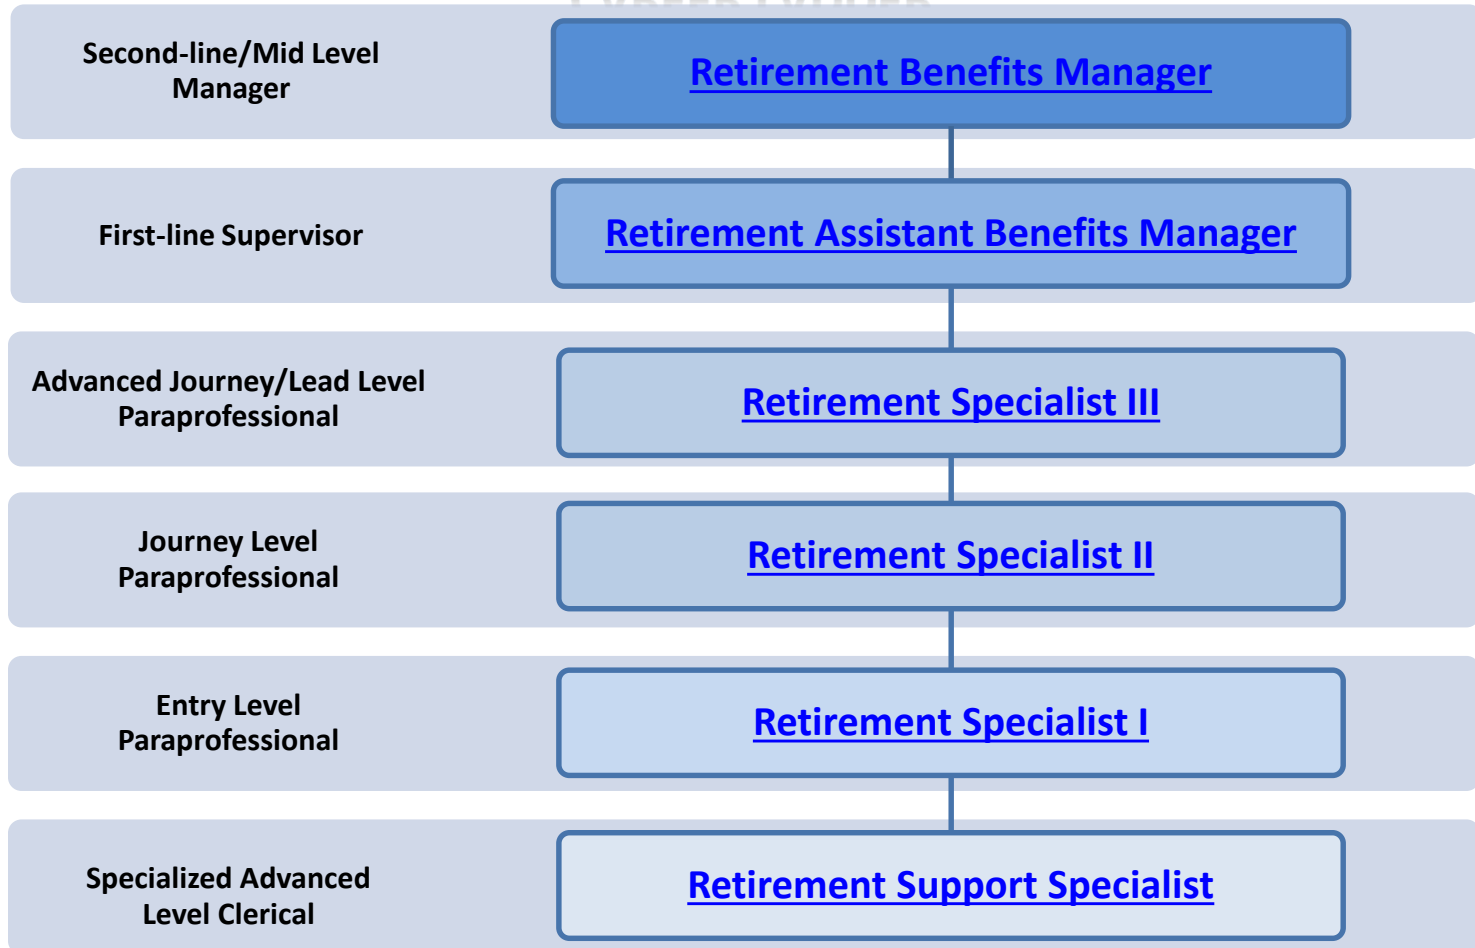 Second-line/Mid Level
Manager
Retirement Benefits Manager
First-line Supervisor
Retirement Assistant Benefits Manager
Advanced Journey/Lead Level
Paraprofessional
Retirement Specialist III
Journey Level
Paraprofessional
Retirement Specialist II
Entry Level
Paraprofessional
Retirement Specialist I
Specialized Advanced
Level Clerical
Retirement Support Specialist